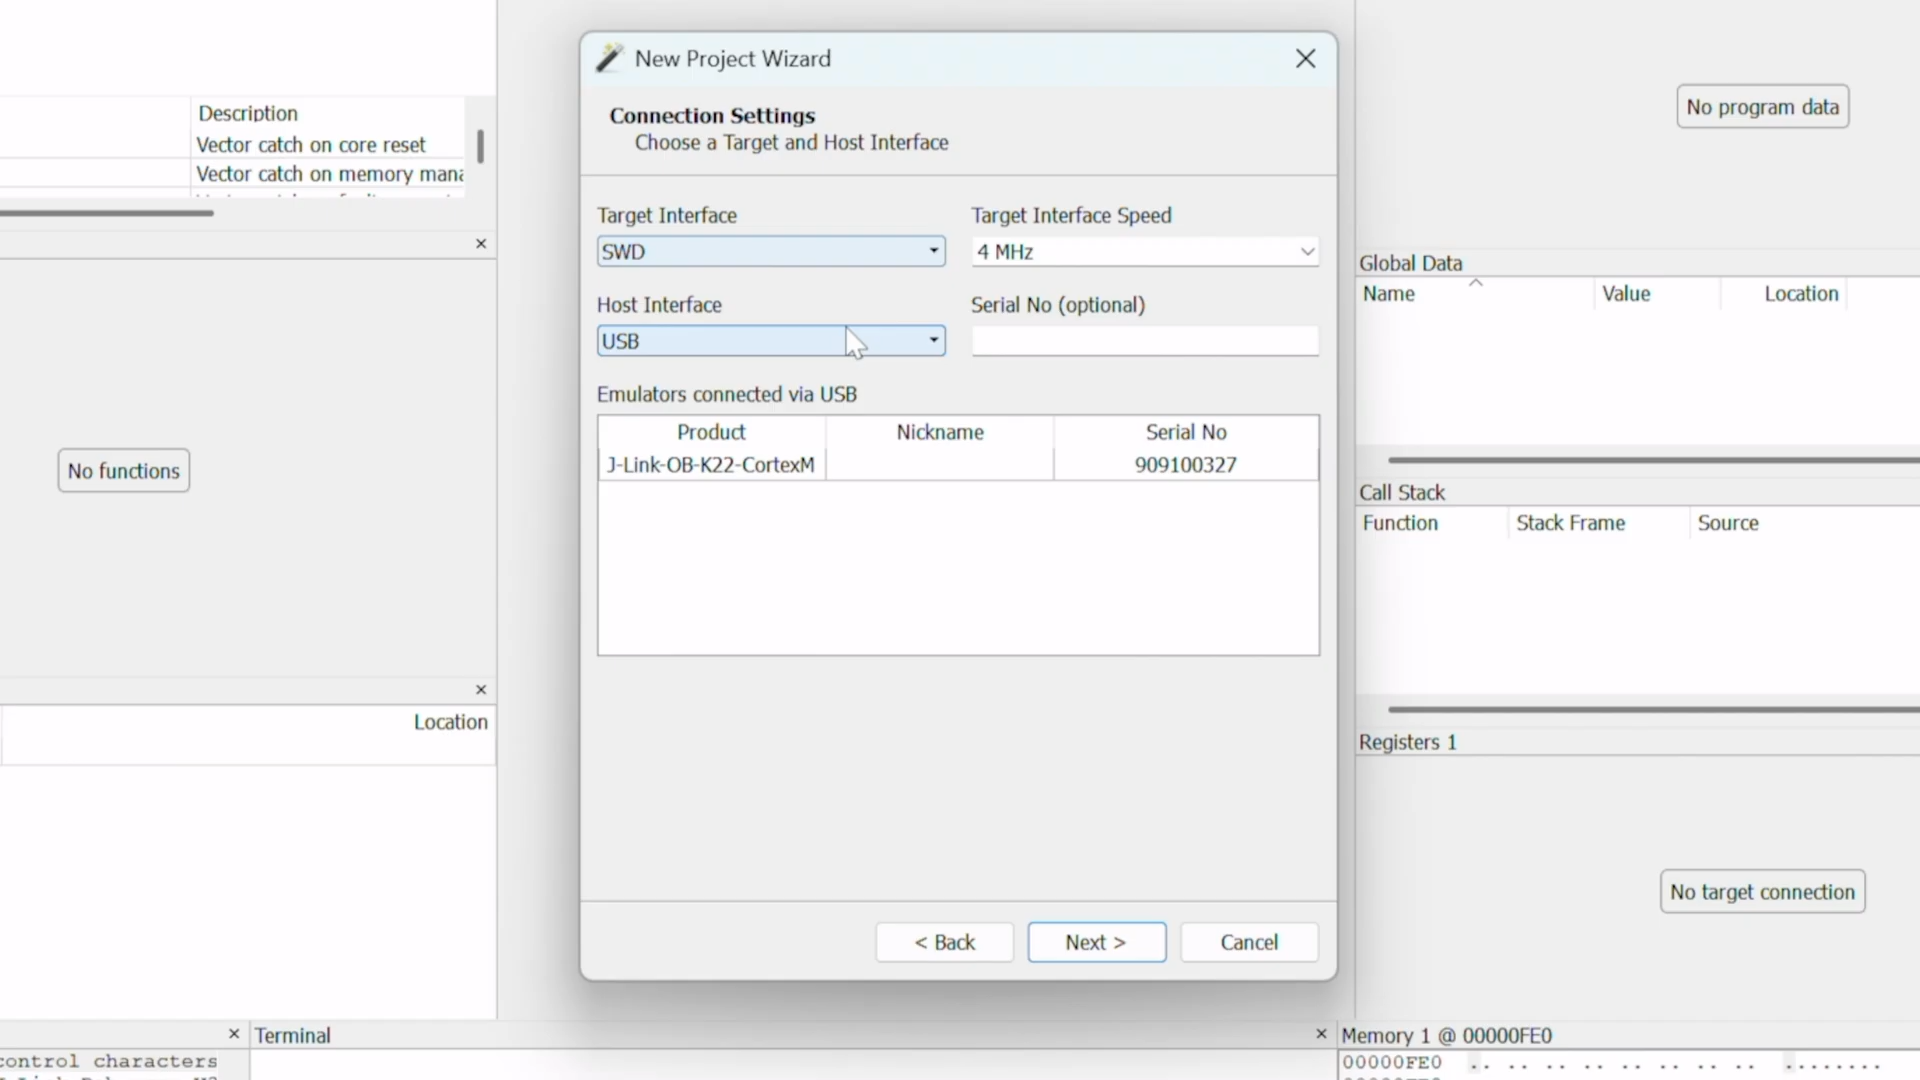 Description
Vector catch on core reset
Vector catch on memory mana
No functions
Location
New Project Wizard
Connection Settings
Choose a Target and Host Interface
Target Interface
Target Interface Speed
SWD
4 MHz
Host Interface
Serial No (optional)
USB
Emulators connected via USB
Product Nickname Serial No
J-Link-OB-K22-CortexM 909100327
< Back Next > Cancel
No program data
Global Data
Name Value Location
Call Stack
Function Stack Frame Source
Registers 1
No target connection
control characters
Terminal
Memory 1 @ 00000FE0
00000FE0 .. .. .. .. .. .. .. .. ........